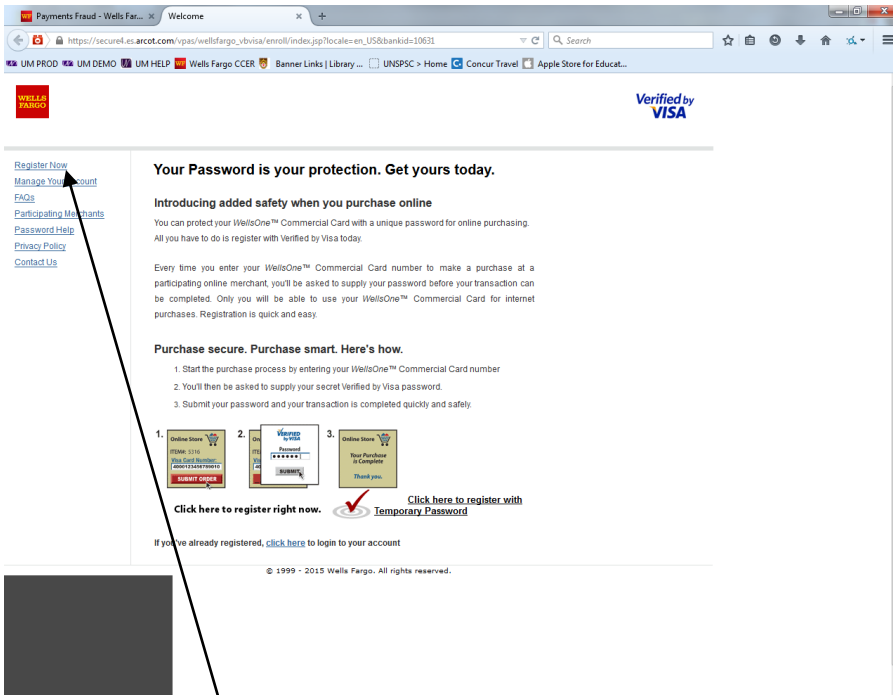 Payments Fraud - Wells Far...
Welcome
https://secure4.es.arcot.com/vpas/wellsfargo_vbvisa/enroll/index.jsp?locale=en_US&bankid=10631
Search
UM PROD UM DEMO UM HELP Wells Fargo CCER Banner Links | Library ... UNSPSC > Home Concur Travel Apple Store for Educat...
WELLS
FARGO
Verified by
VISA
Register Now
Manage Your Account
FAQs
Participating Merchants
Password Help
Privacy Policy
Contact Us
Your Password is your protection. Get yours today.
Introducing added safety when you purchase online
You can protect your WellsOne™ Commercial Card with a unique password for online purchasing.
All you have to do is register with Verified by Visa today.
Every time you enter your WellsOne™ Commercial Card number to make a purchase at a
participating online merchant, you'll be asked to supply your password before your transaction can
be completed. Only you will be able to use your WellsOne™ Commercial Card for internet
purchases. Registration is quick and easy.
Purchase secure. Purchase smart. Here's how.
1. Start the purchase process by entering your WellsOne™ Commercial Card number
2. You'll then be asked to supply your secret Verified by Visa password.
3. Submit your password and your transaction is completed quickly and safely.
1.
Online Store
ITEM#: 5316
Visa Card Number:
4000123456789010
SUBMIT ORDER
2.
On
ITE
Vis
40
VERIFIED
by VISA
Password
SUBMIT
3.
Online Store
Your Purchase
is Complete
Thank you.
Click here to register right now.
Click here to register with
Temporary Password
If you've already registered, click here to login to your account
© 1999 - 2015 Wells Fargo. All rights reserved.